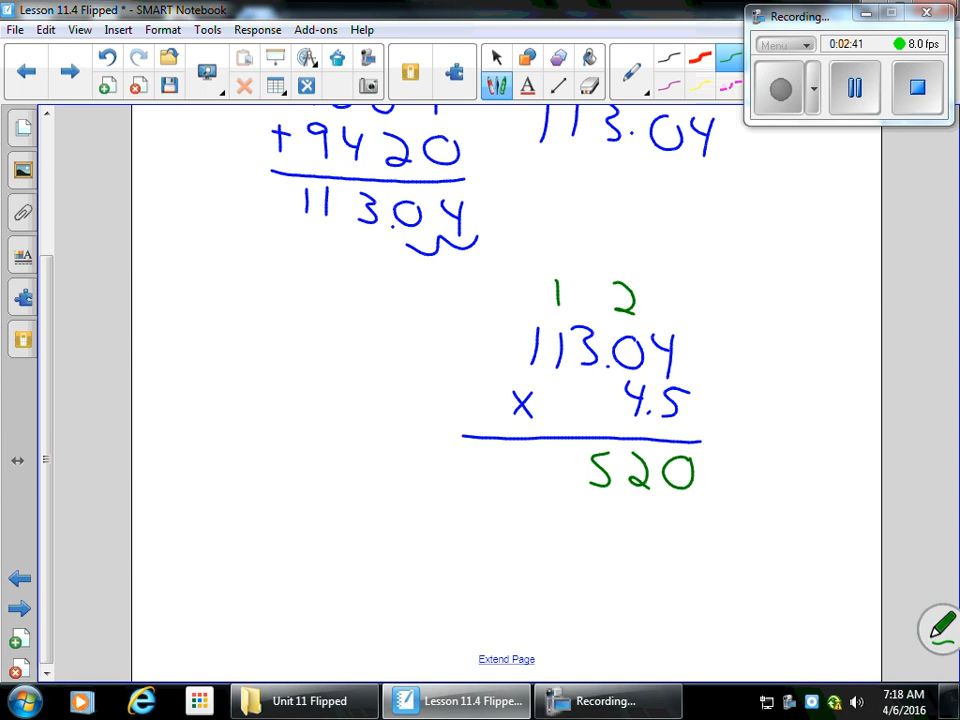 Lesson 11.4 Flipped * - SMART Notebook
Recording...
File Edit View Insert Format Tools Response Add-ons Help
Menu 0:02:41 8.0 fps
+9420
113.04
113.04
1 2
113.04
x 4.5
520
Extend Page
Unit 11 Flipped
Lesson 11.4 Flippe...
Recording...
7:18 AM
4/6/2016